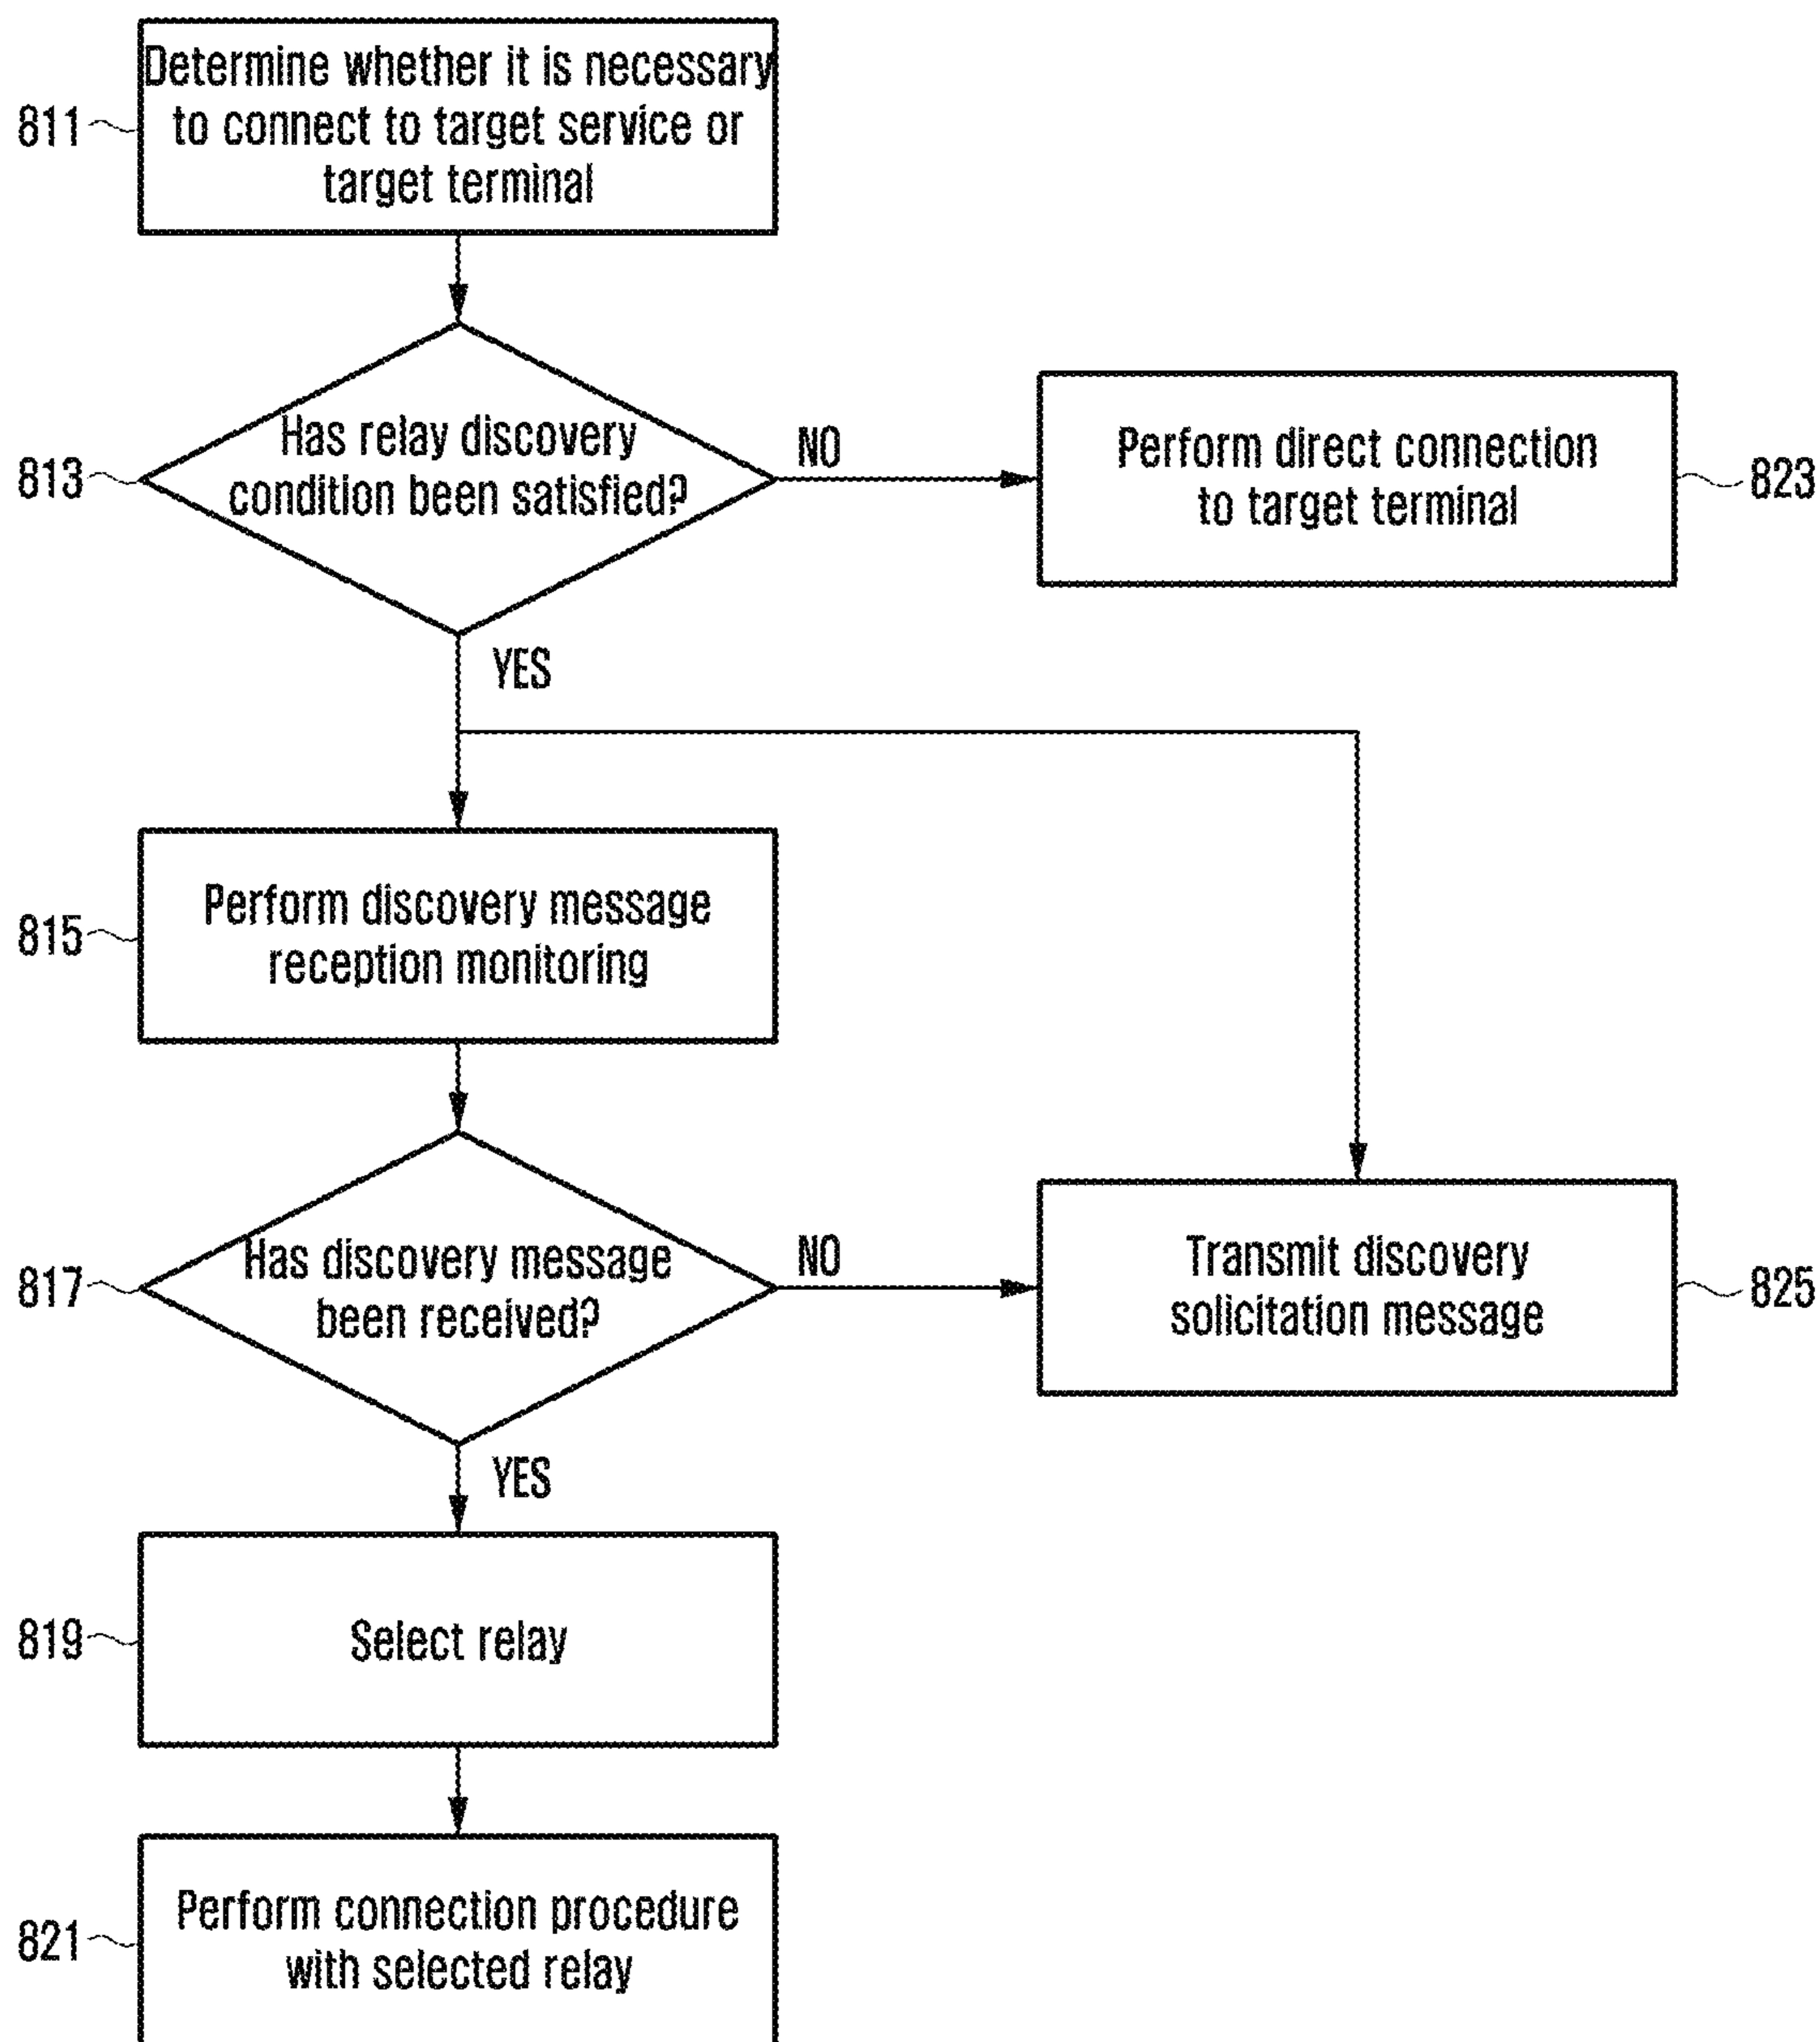 Determine whether it is necessary
to connect to target service or
target terminal
811
Has relay discovery
condition been satisfied?
813
NO
Perform direct connection
to target terminal
823
YES
Perform discovery message
reception monitoring
815
Has discovery message
been received?
817
NO
Transmit discovery
solicitation message
825
YES
Select relay
819
Perform connection procedure
with selected relay
821